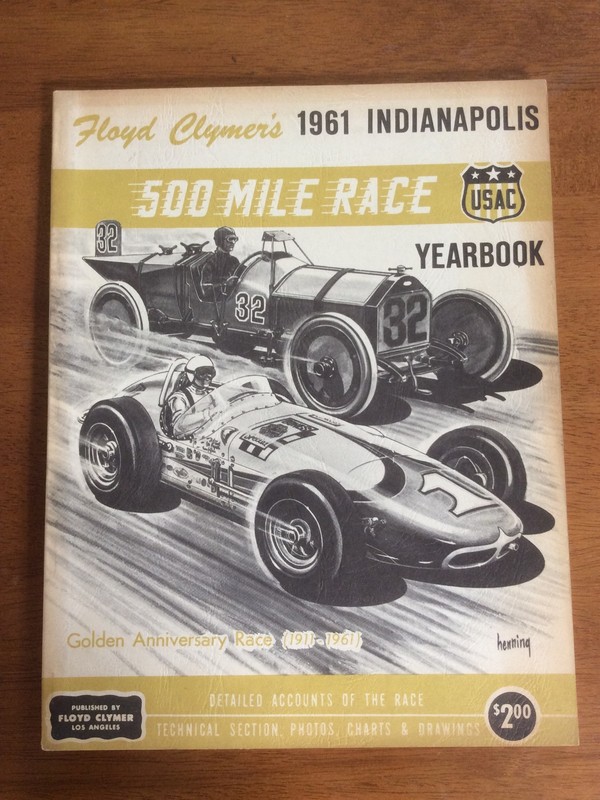 Floyd Clymer's 1961 INDIANAPOLIS
500 MILE RACE
USAC
YEARBOOK
32
32
32
1
Golden Anniversary Race (1911-1961)
henning
DETAILED ACCOUNTS OF THE RACE
TECHNICAL SECTION, PHOTOS, CHARTS & DRAWINGS
PUBLISHED BY
FLOYD CLYMER
LOS ANGELES
$2.00